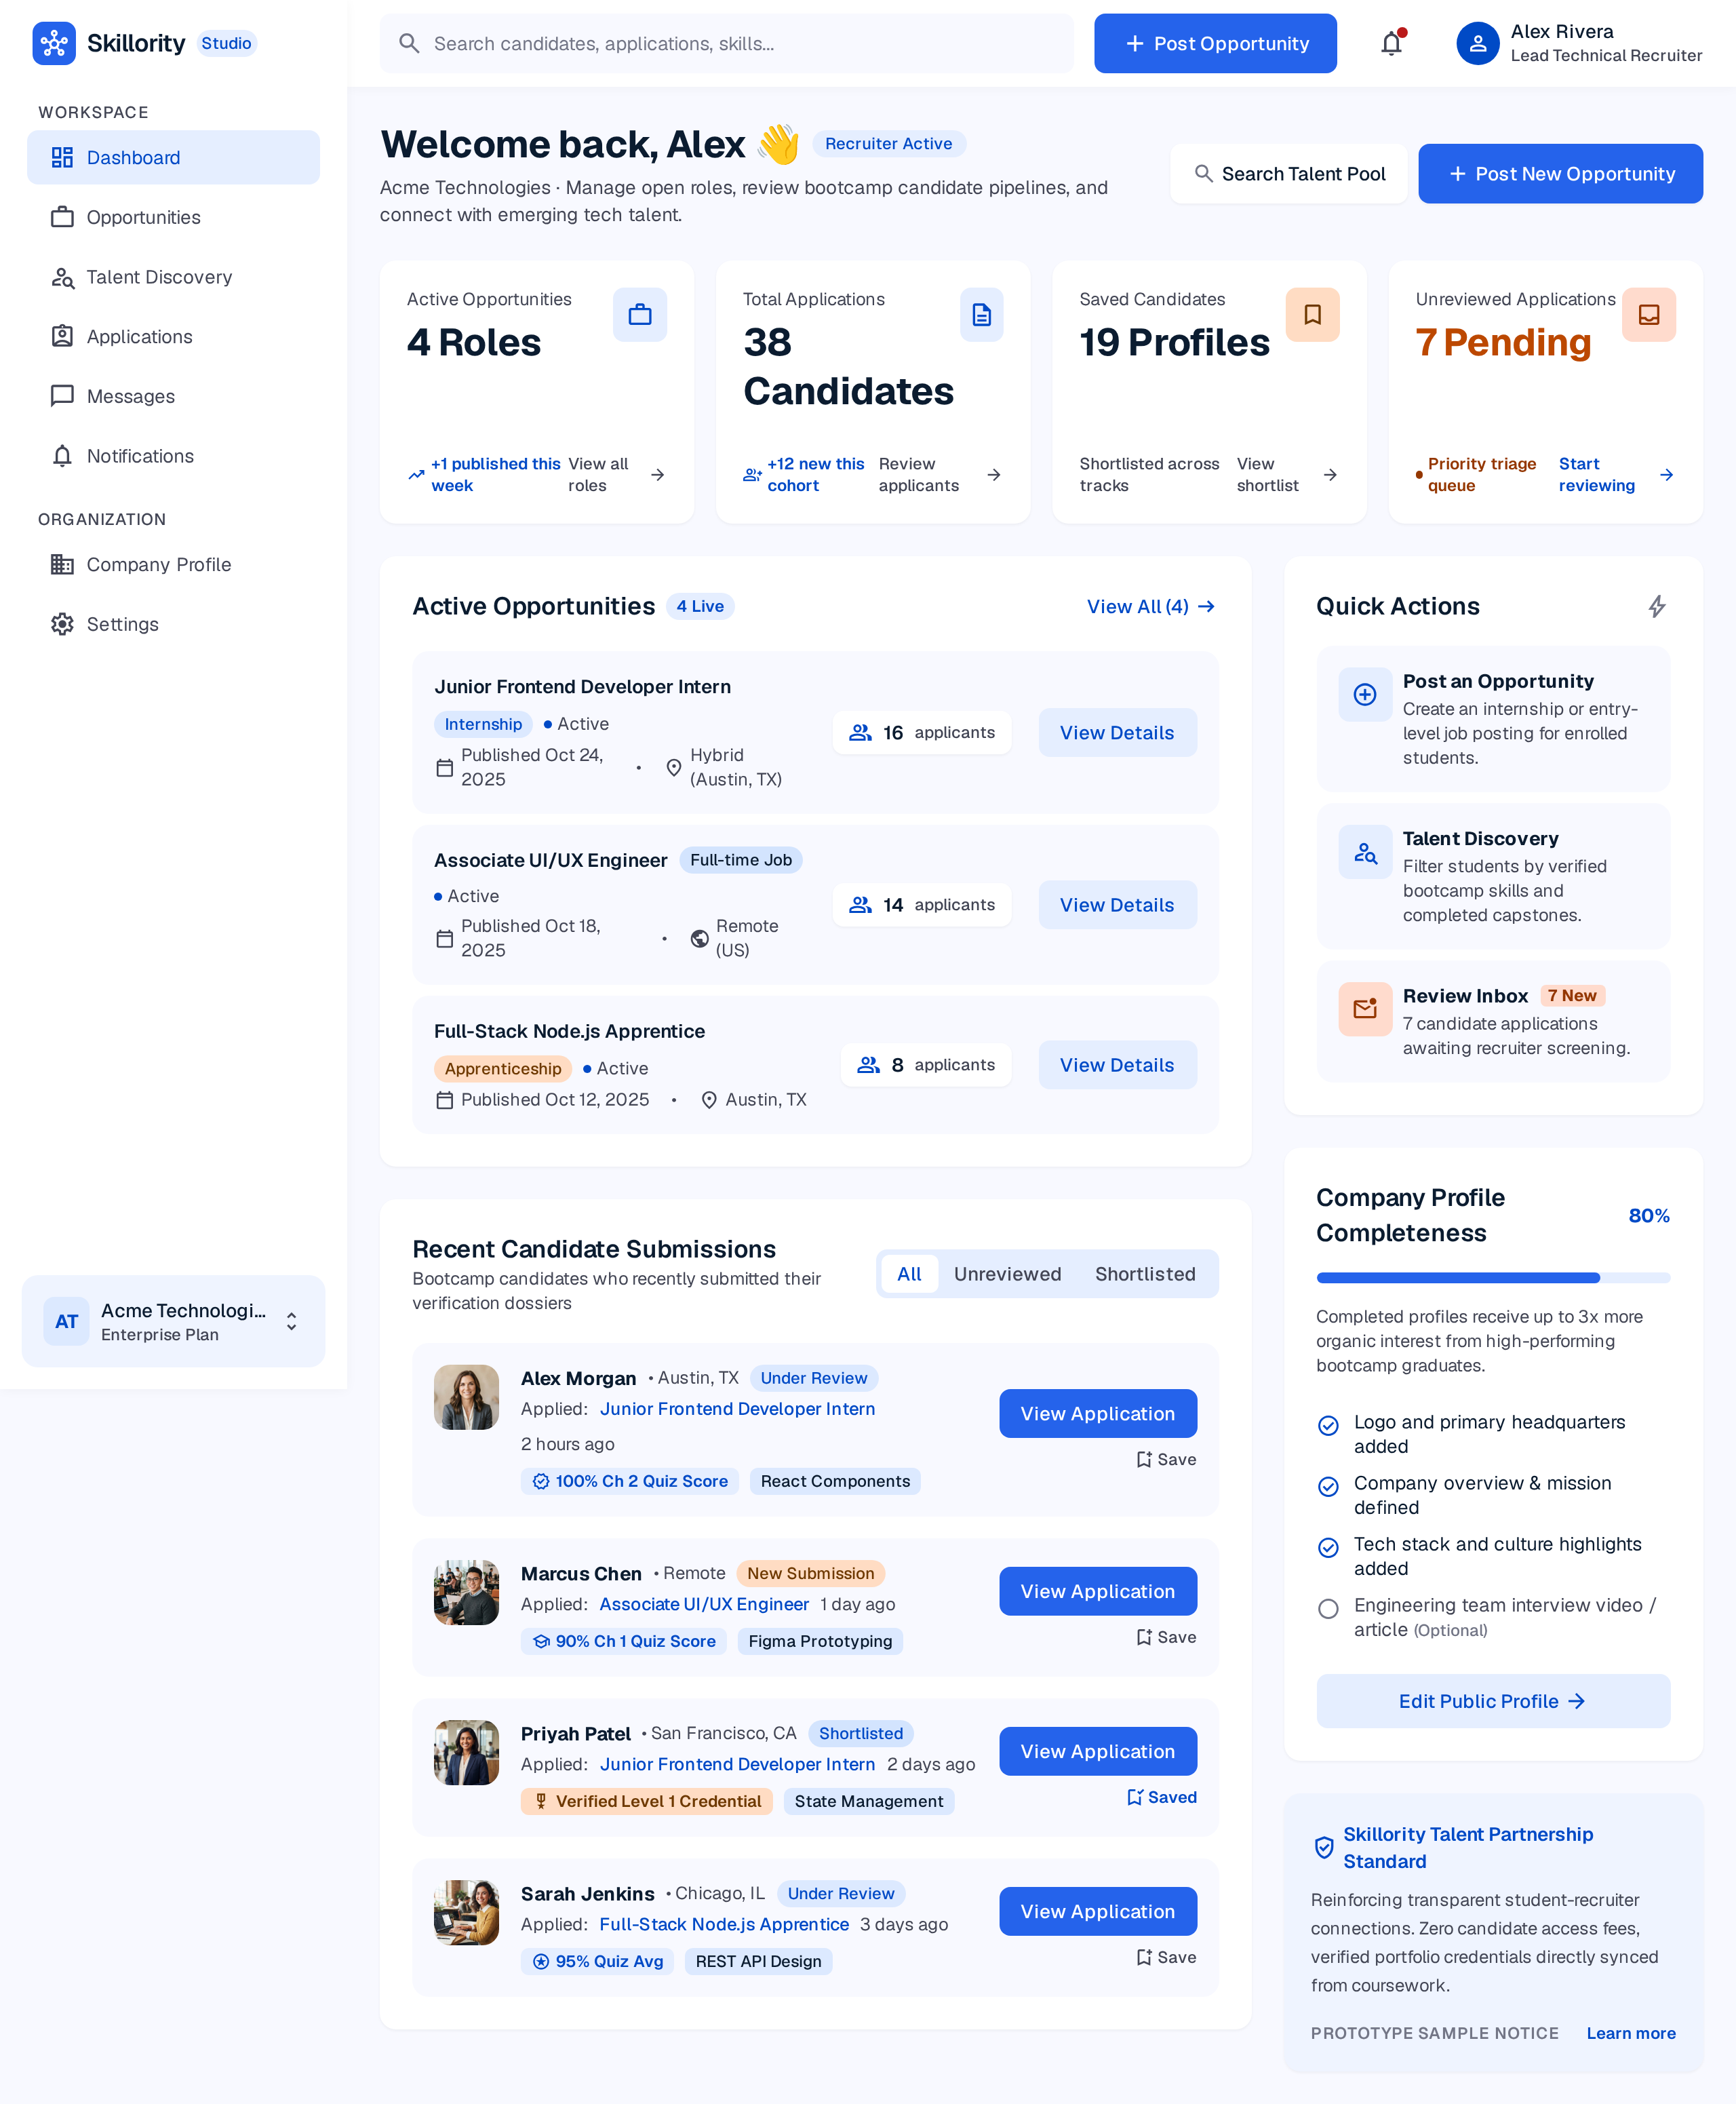 Skillority Studio
WORKSPACE
Dashboard
Opportunities
Talent Discovery
Applications
Messages
Notifications
ORGANIZATION
Company Profile
Settings
AT
Acme Technologi...
Enterprise Plan
Search candidates, applications, skills...
Post Opportunity
Alex Rivera
Lead Technical Recruiter
Welcome back, Alex 👋 Recruiter Active
Acme Technologies · Manage open roles, review bootcamp candidate pipelines, and
connect with emerging tech talent.
Search Talent Pool
Post New Opportunity
Active Opportunities
4 Roles
+1 published this
week
View all
roles
Total Applications
38
Candidates
+12 new this
cohort
Review
applicants
Saved Candidates
19 Profiles
Shortlisted across
tracks
View
shortlist
Unreviewed Applications
7 Pending
Priority triage
queue
Start
reviewing
Active Opportunities 4 Live
View All (4)
Junior Frontend Developer Intern
Internship • Active
Published Oct 24,
2025
•
Hybrid
(Austin, TX)
16 applicants
View Details
Associate UI/UX Engineer Full-time Job
• Active
Published Oct 18,
2025
•
Remote
(US)
14 applicants
View Details
Full-Stack Node.js Apprentice
Apprenticeship • Active
Published Oct 12, 2025 • Austin, TX
8 applicants
View Details
Recent Candidate Submissions
Bootcamp candidates who recently submitted their
verification dossiers
All Unreviewed Shortlisted
Alex Morgan • Austin, TX Under Review
Applied: Junior Frontend Developer Intern
2 hours ago
100% Ch 2 Quiz Score React Components
View Application
Save
Marcus Chen • Remote New Submission
Applied: Associate UI/UX Engineer 1 day ago
90% Ch 1 Quiz Score Figma Prototyping
View Application
Save
Priyah Patel • San Francisco, CA Shortlisted
Applied: Junior Frontend Developer Intern 2 days ago
Verified Level 1 Credential State Management
View Application
Saved
Sarah Jenkins • Chicago, IL Under Review
Applied: Full-Stack Node.js Apprentice 3 days ago
95% Quiz Avg REST API Design
View Application
Save
Quick Actions
Post an Opportunity
Create an internship or entry-
level job posting for enrolled
students.
Talent Discovery
Filter students by verified
bootcamp skills and
completed capstones.
Review Inbox 7 New
7 candidate applications
awaiting recruiter screening.
Company Profile
Completeness
80%
Completed profiles receive up to 3x more
organic interest from high-performing
bootcamp graduates.
Logo and primary headquarters
added
Company overview & mission
defined
Tech stack and culture highlights
added
Engineering team interview video /
article (Optional)
Edit Public Profile
Skillority Talent Partnership
Standard
Reinforcing transparent student-recruiter
connections. Zero candidate access fees,
verified portfolio credentials directly synced
from coursework.
PROTOTYPE SAMPLE NOTICE Learn more